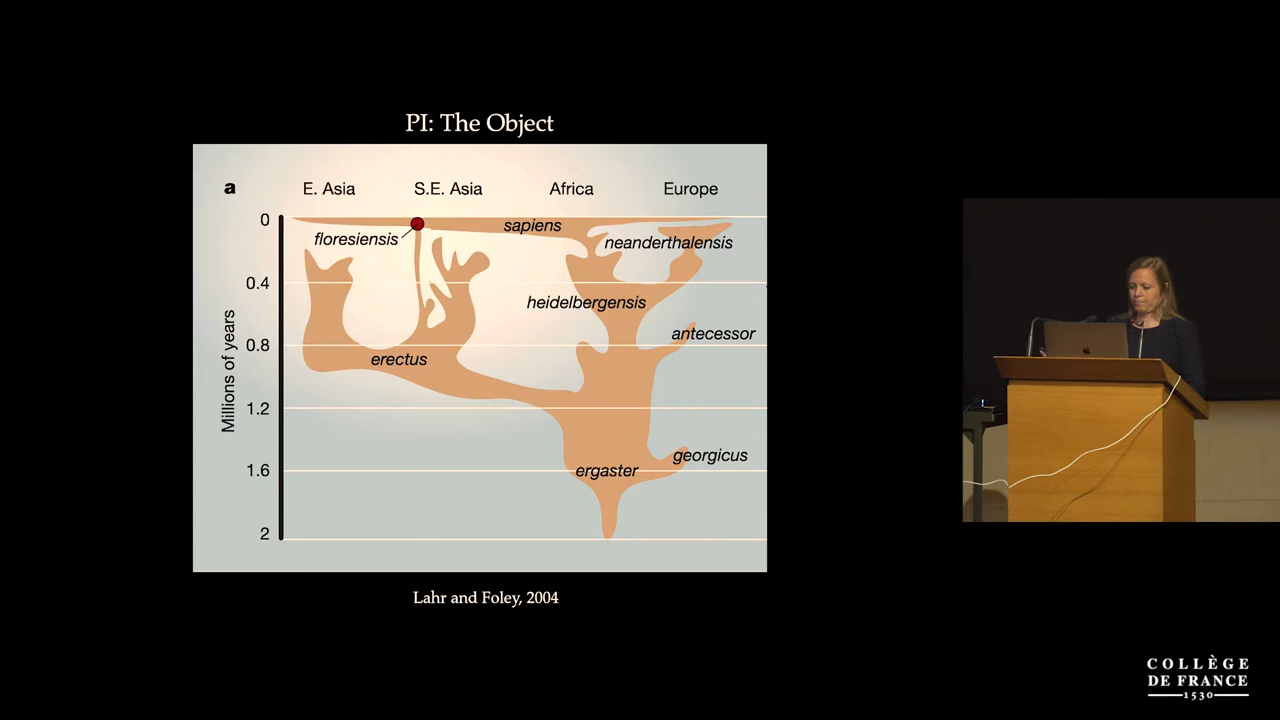 PI: The Object
a
E. Asia S.E. Asia Africa Europe
0
sapiens
floresiensis
neanderthalensis
0.4
heidelbergensis
antecessor
0.8
erectus
Millions of years
1.2
georgicus
1.6
ergaster
2
Lahr and Foley, 2004
COLLÈGE
DE FRANCE
1530